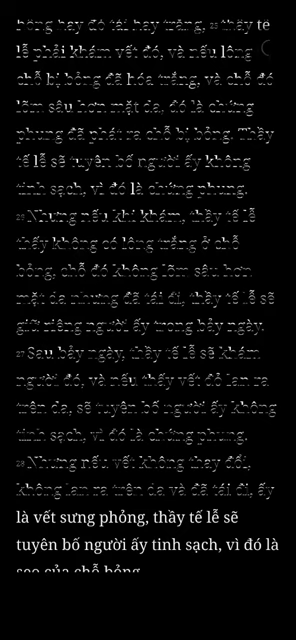 hồng hay đỏ tái hay trắng, 25 thầy tế
lễ phải khám vết đó, và nếu lông
chỗ bị bỏng đã hóa trắng, và chỗ đó
lõm sâu hơn mặt da, đó là chứng
phung đã phát ra chỗ bị bỏng. Thầy
tế lễ sẽ tuyên bố người ấy không
tinh sạch, vì đó là chứng phung.
26 Nhưng nếu khi khám, thầy tế lễ
thấy không có lông trắng ở chỗ
bỏng, chỗ đó không lõm sâu hơn
mặt da nhưng đã tái đi, thầy tế lễ sẽ
giữ riêng người ấy trong bảy ngày.
27 Sau bảy ngày, thầy tế lễ sẽ khám
người đó, và nếu thấy vết đỏ lan ra
trên da, sẽ tuyên bố người ấy không
tinh sạch, vì đó là chứng phung.
28 Nhưng nếu vết không thay đổi,
không lan ra trên da và đã tái đi, ấy
là vết sưng phỏng, thầy tế lễ sẽ
tuyên bố người ấy tinh sạch, vì đó là
sẹo của chỗ bỏng.